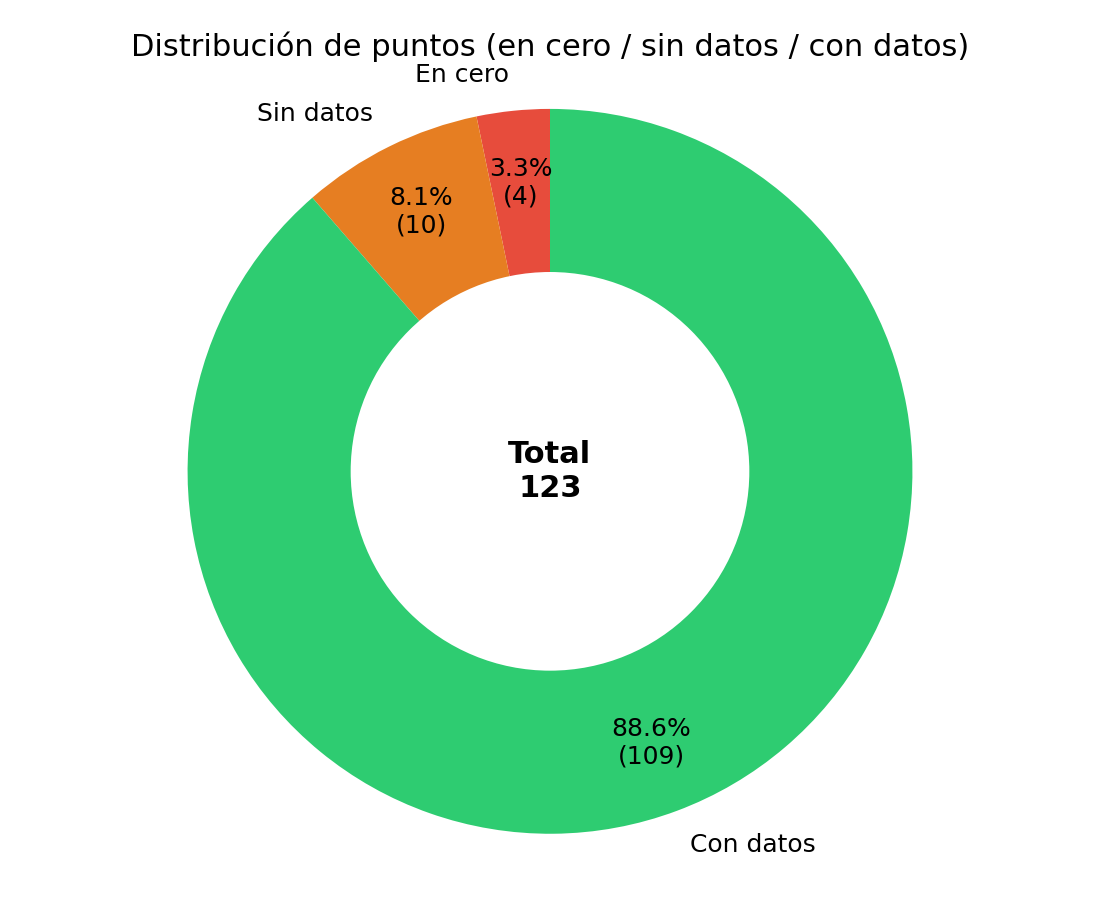 Distribución de puntos (en cero / sin datos / con datos)
En cero
Sin datos
3.3%
(4)
8.1%
(10)
Total
123
88.6%
(109)
Con datos